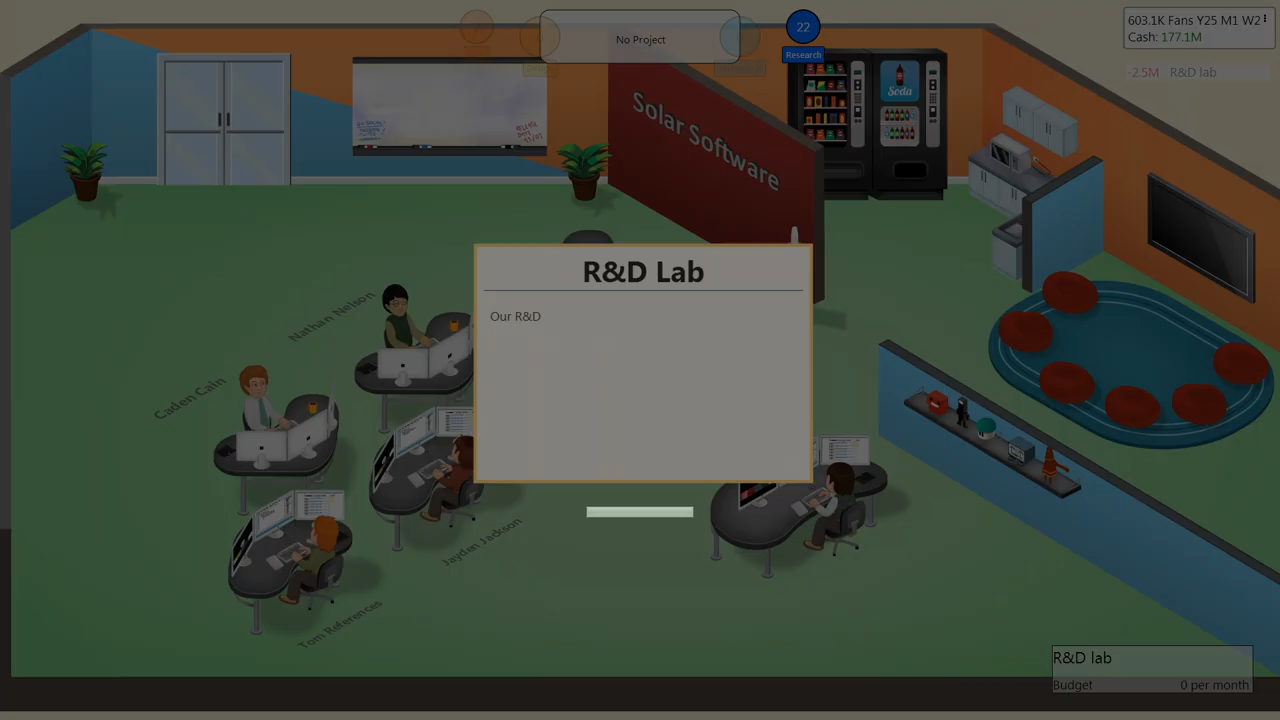 No Project
22
Research
603.1K Fans Y25 M1 W2
Cash: 177.1M
-2.5M R&D lab
Solar Software
Soda
Nathan Nelson
Caden Cain
Jayden Jackson
Tom References
R&D Lab
Our R&D
R&D lab
Budget 0 per month